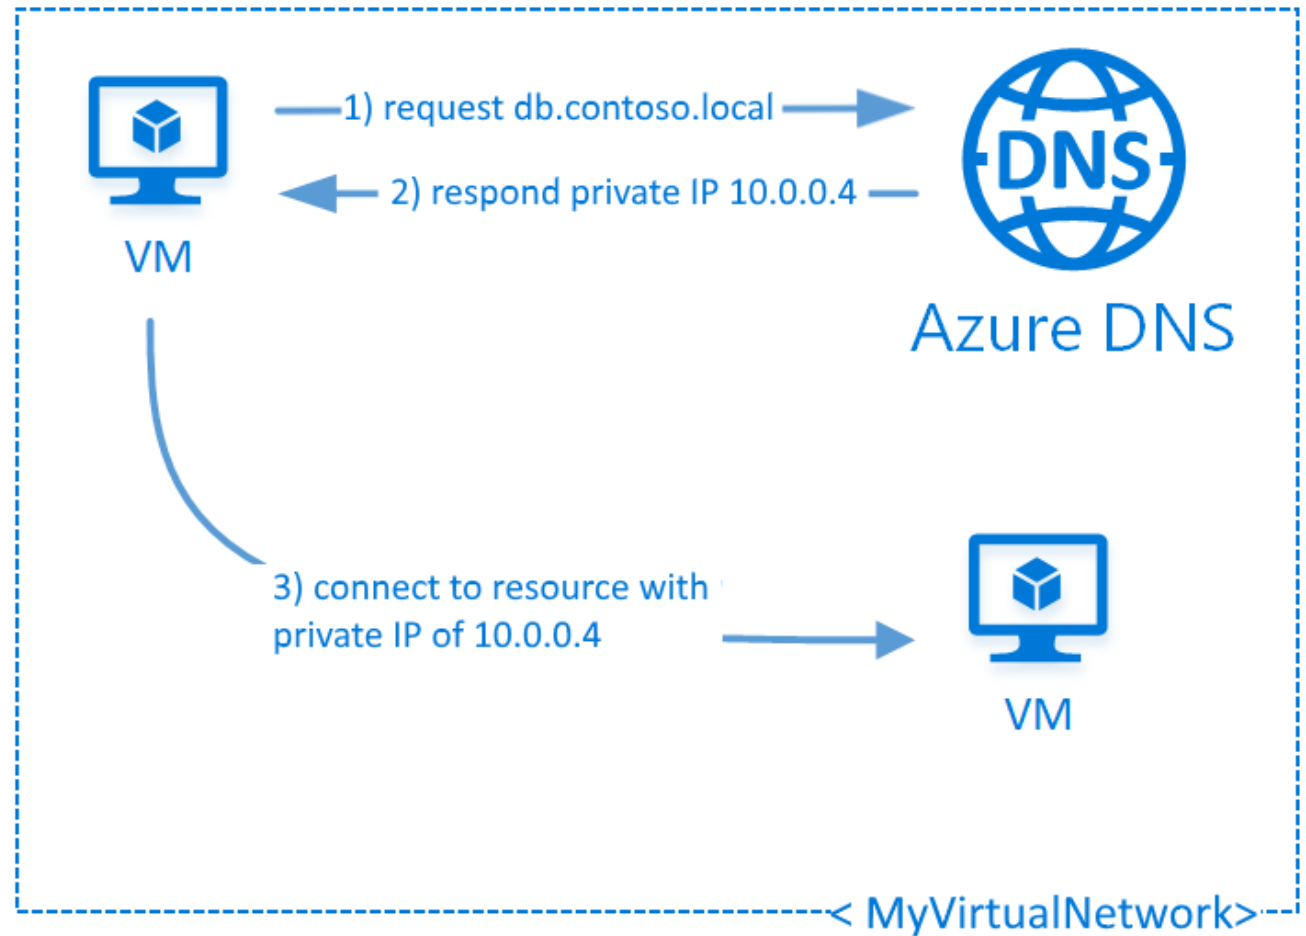 1) request db.contoso.local
DNS
2) respond private IP 10.0.0.4
VM
Azure DNS
3) connect to resource with
private IP of 10.0.0.4
VM
< MyVirtualNetwork>